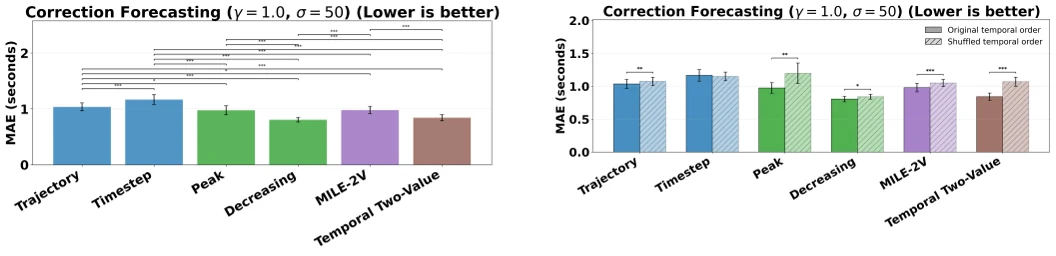 Correction Forecasting (γ = 1.0, σ = 50) (Lower is better)
MAE (seconds)
2
1
0
Trajectory
Timestep
Peak
Decreasing
MILE-2V
Temporal Two-Value
Correction Forecasting (γ = 1.0, σ = 50) (Lower is better)
MAE (seconds)
2.0
1.5
1.0
0.5
0.0
Original temporal order
Shuffled temporal order
**
**
*
***
***
Trajectory
Timestep
Peak
Decreasing
MILE-2V
Temporal Two-Value